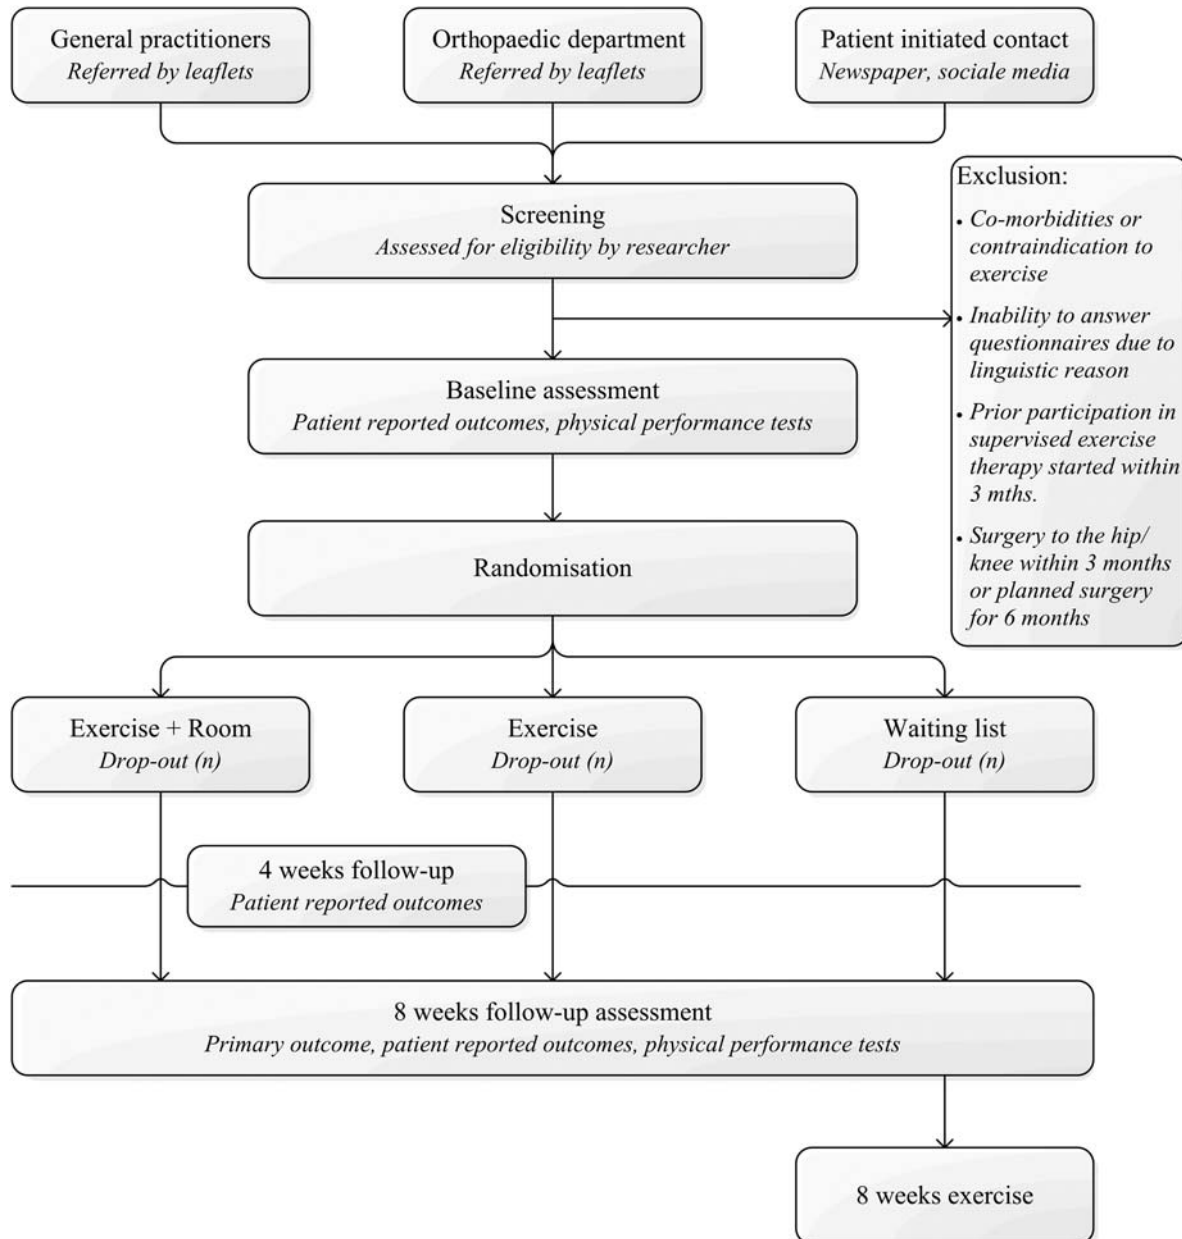 General practitioners
Referred by leaflets
Orthopaedic department
Referred by leaflets
Patient initiated contact
Newspaper, sociale media
Screening
Assessed for eligibility by researcher
Exclusion:
• Co-morbidities or
contraindication to
exercise
• Inability to answer
questionnaires due to
linguistic reason
• Prior participation in
supervised exercise
therapy started within
3 mths.
• Surgery to the hip/
knee within 3 months
or planned surgery
for 6 months
Baseline assessment
Patient reported outcomes, physical performance tests
Randomisation
Exercise + Room
Drop-out (n)
Exercise
Drop-out (n)
Waiting list
Drop-out (n)
4 weeks follow-up
Patient reported outcomes
8 weeks follow-up assessment
Primary outcome, patient reported outcomes, physical performance tests
8 weeks exercise